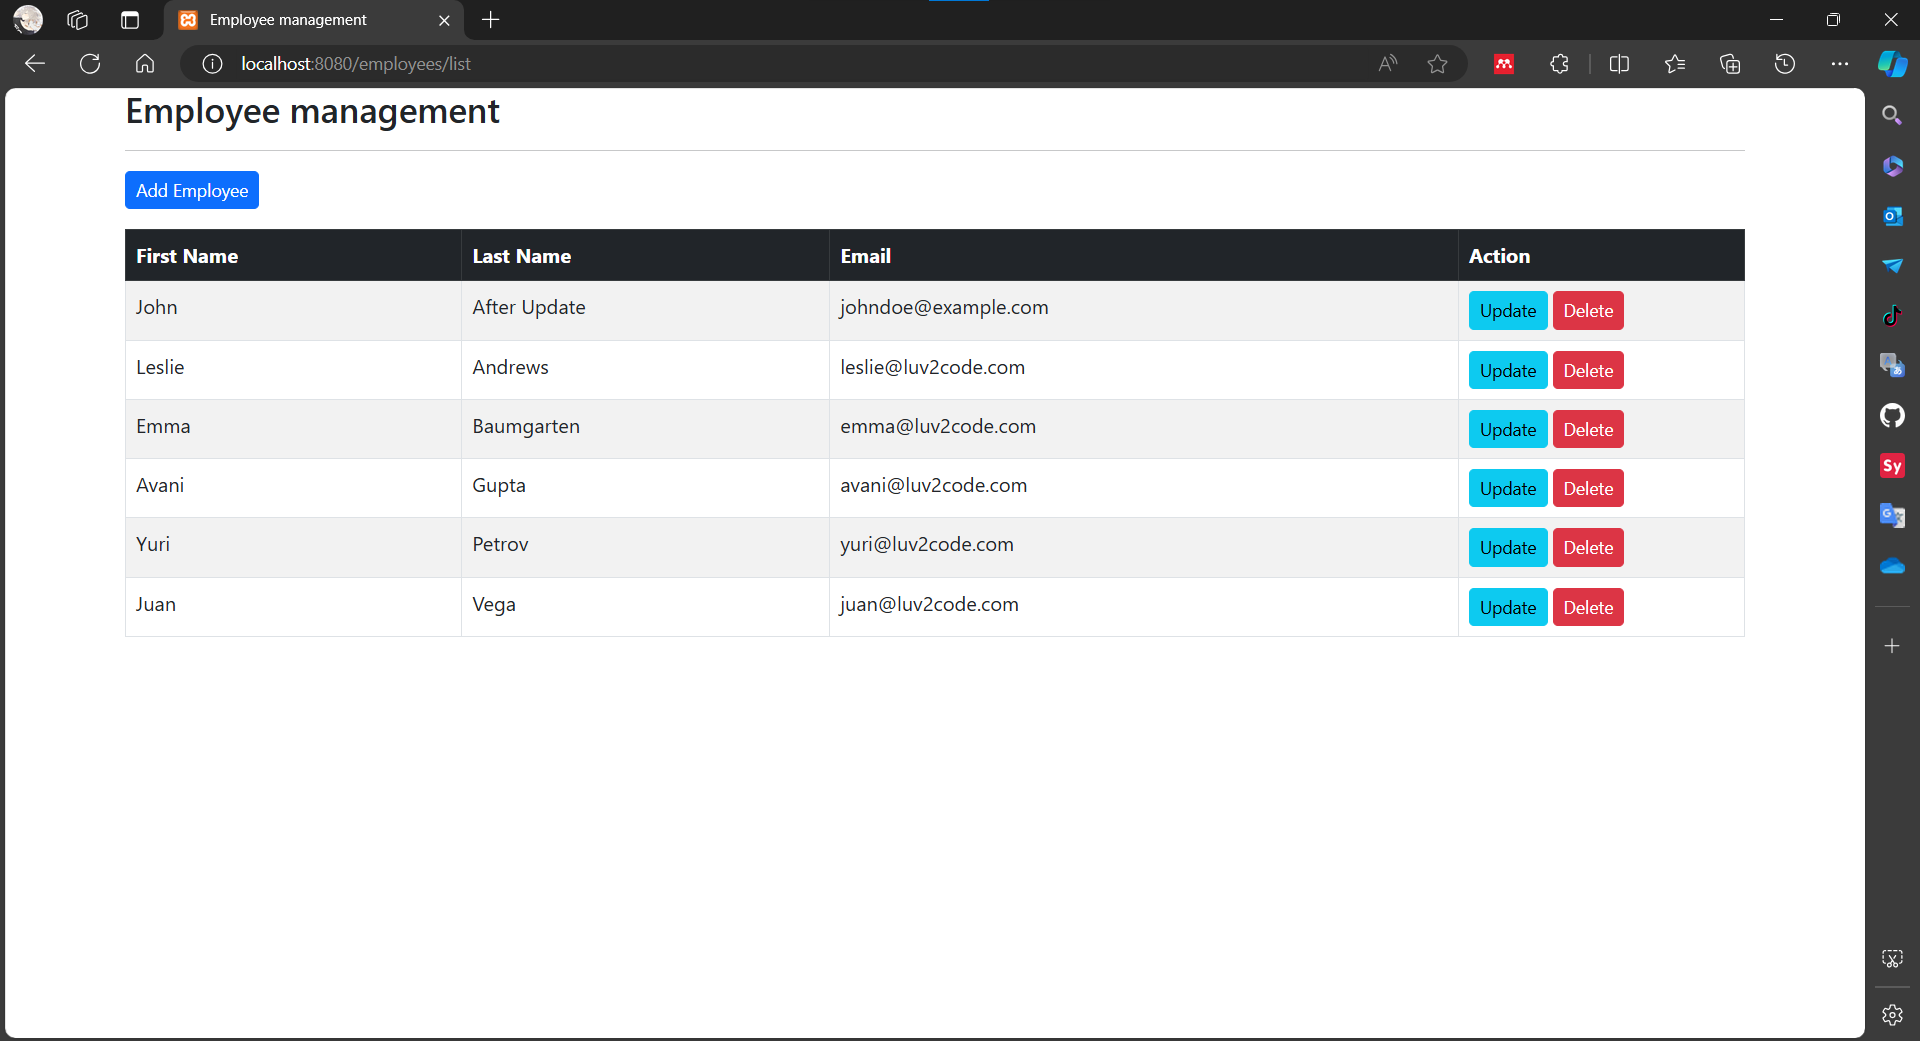 Employee management
localhost:8080/employees/list
Employee management
Add Employee
First Name Last Name Email Action
John After Update johndoe@example.com Update Delete
Leslie Andrews leslie@luv2code.com Update Delete
Emma Baumgarten emma@luv2code.com Update Delete
Avani Gupta avani@luv2code.com Update Delete
Yuri Petrov yuri@luv2code.com Update Delete
Juan Vega juan@luv2code.com Update Delete
Sy